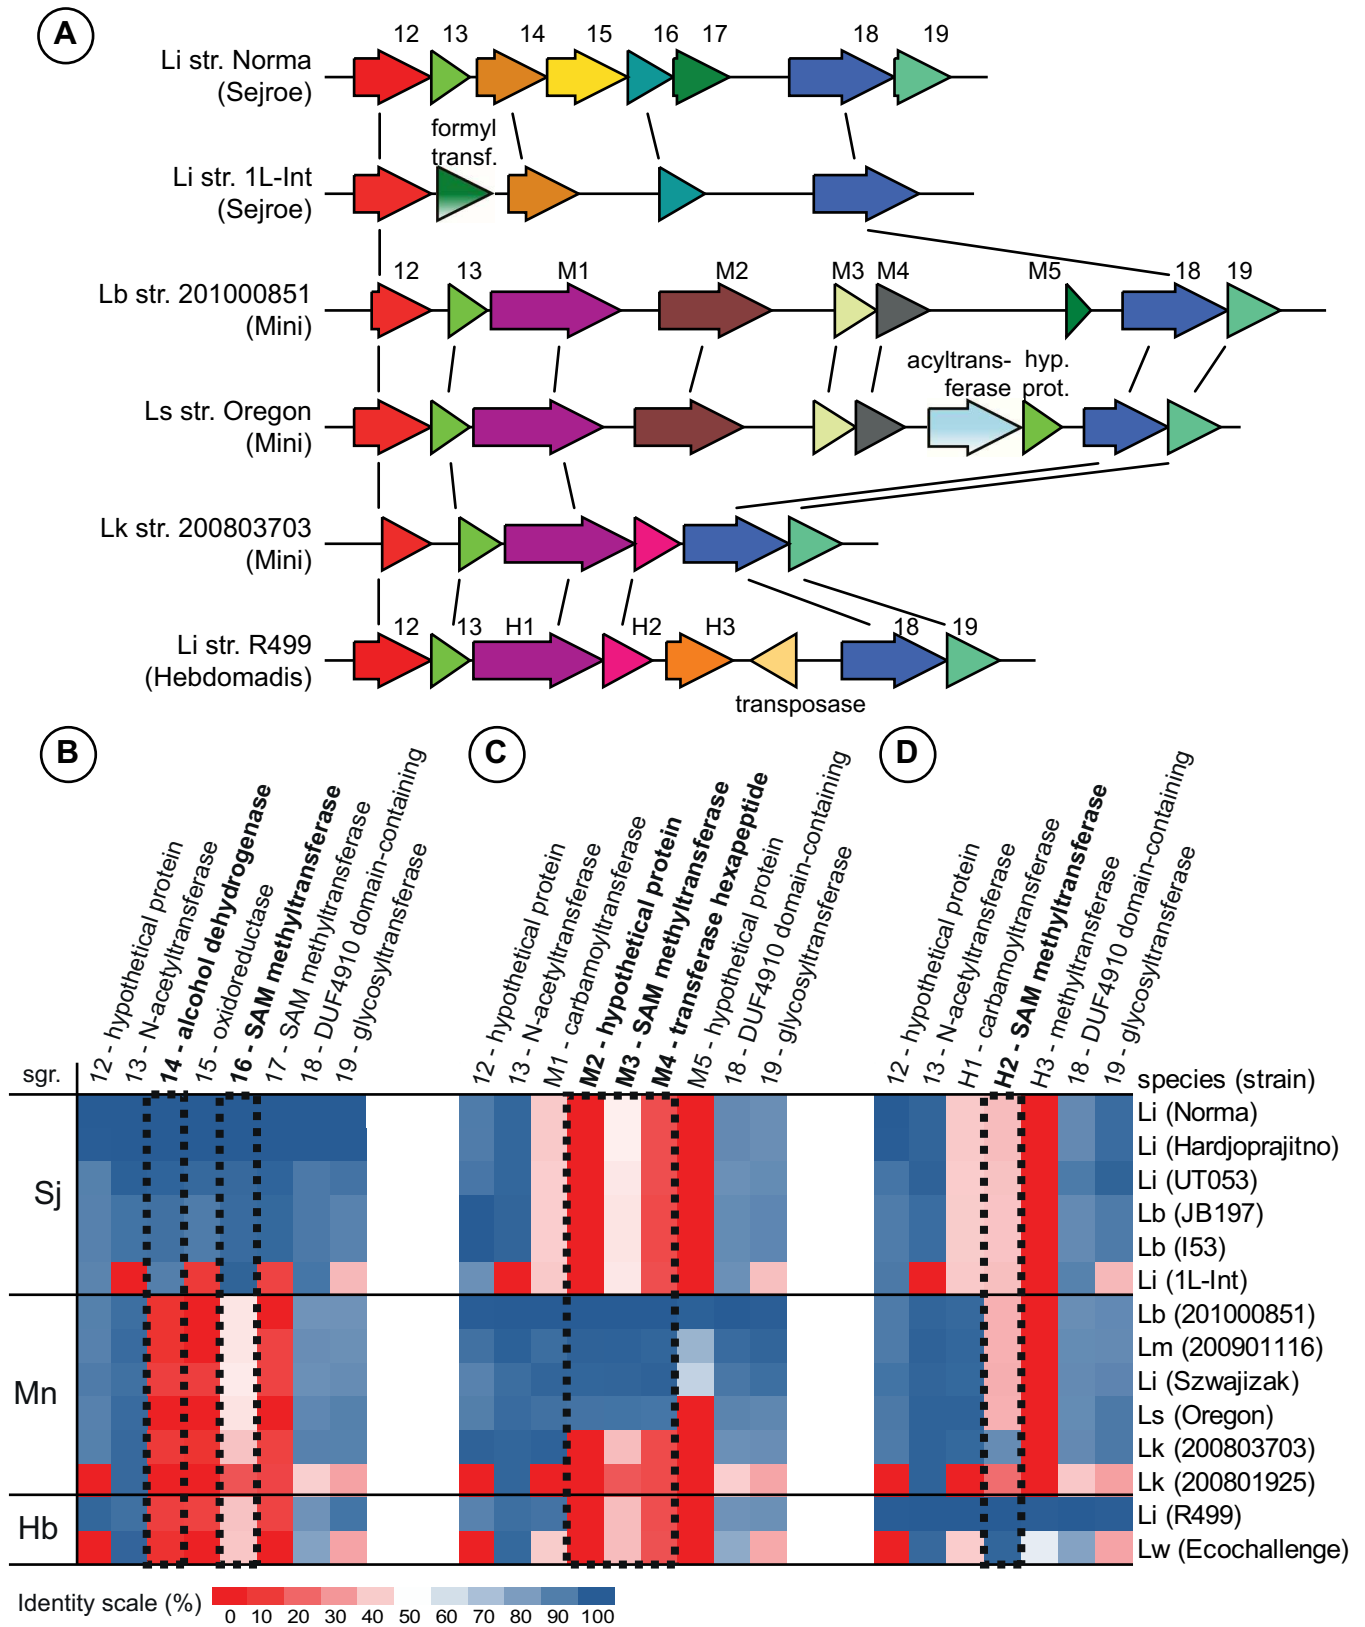 A
12 13 14 15 16 17 18 19
Li str. Norma
(Sejroe)
formyl
transf.
Li str. 1L-Int
(Sejroe)
12 13 M1 M2 M3 M4 M5 18 19
Lb str. 201000851
(Mini)
acyltrans-
ferase
hyp.
prot.
Ls str. Oregon
(Mini)
Lk str. 200803703
(Mini)
12 13 H1 H2 H3 18 19
Li str. R499
(Hebdomadis)
transposase
B
12 - hypothetical protein
13 - N-acetyltransferase
14 - alcohol dehydrogenase
15 - oxidoreductase
16 - SAM methyltransferase
17 - SAM methyltransferase
18 - DUF4910 domain-containing
19 - glycosyltransferase
C
12 - hypothetical protein
13 - N-acetyltransferase
M1 - carbamoyltransferase
M2 - hypothetical protein
M3 - SAM methyltransferase
M4 - transferase hexapeptide
M5 - hypothetical protein
18 - DUF4910 domain-containing
19 - glycosyltransferase
D
12 - hypothetical protein
13 - N-acetyltransferase
H1 - carbamoyltransferase
H2 - SAM methyltransferase
H3 - methyltransferase
18 - DUF4910 domain-containing
19 - glycosyltransferase
sgr.
species (strain)
Sj
Li (Norma)
Li (Hardjoprajitno)
Li (UT053)
Lb (JB197)
Lb (I53)
Li (1L-Int)
Mn
Lb (201000851)
Lm (200901116)
Li (Szwajizak)
Ls (Oregon)
Lk (200803703)
Lk (200801925)
Hb
Li (R499)
Lw (Ecochallenge)
Identity scale (%)
0 10 20 30 40 50 60 70 80 90 100